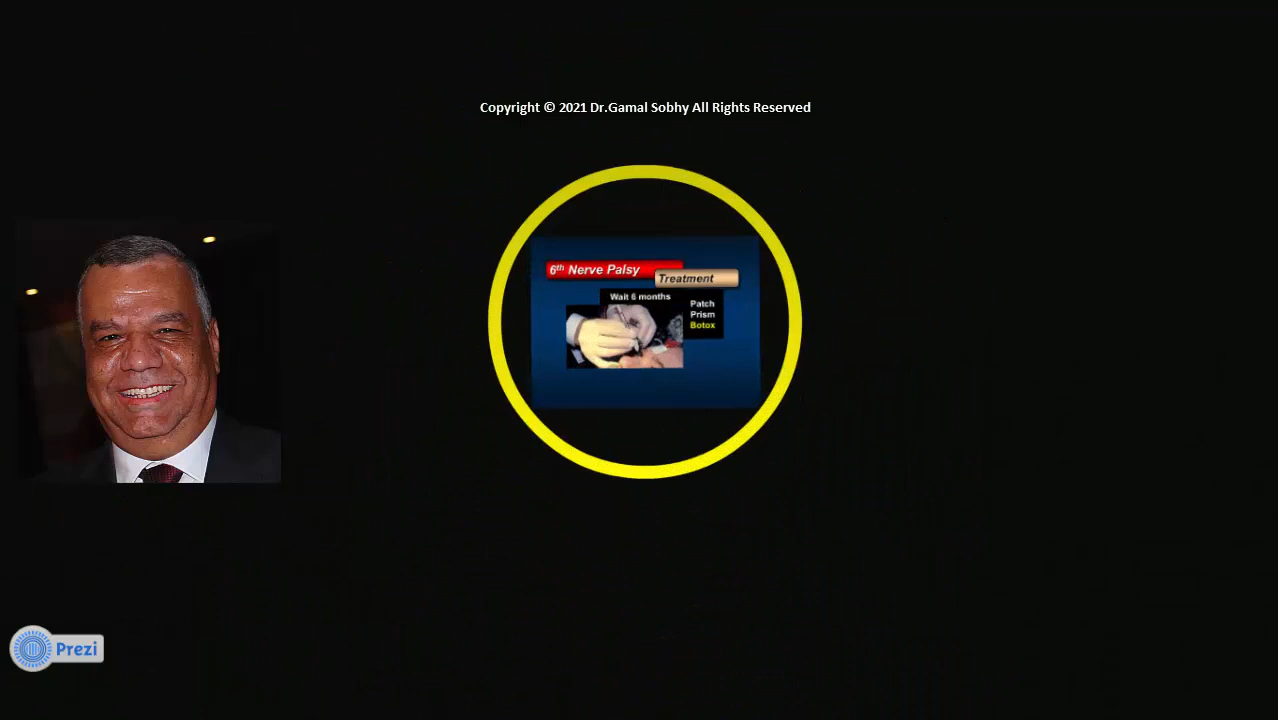 Copyright © 2021 Dr.Gamal Sobhy All Rights Reserved
6th Nerve Palsy
Treatment
Wait 6 months
Patch
Prism
Botox
Prezi